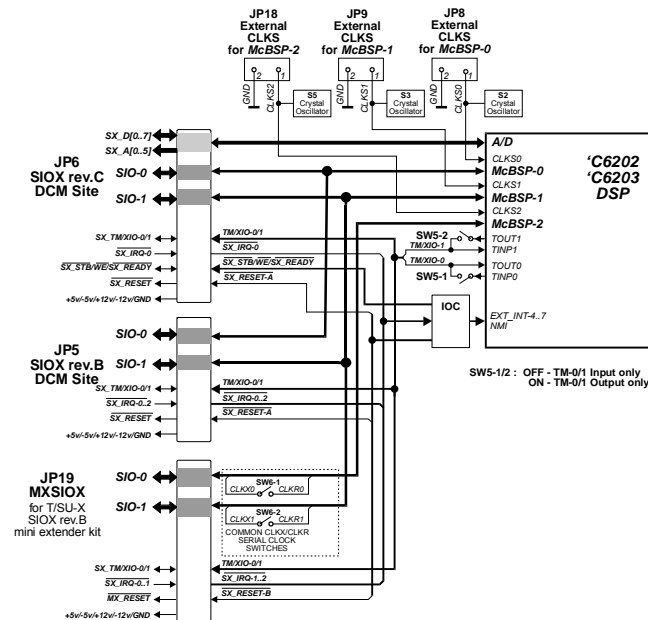 JP18
External
CLKS
for McBSP-2
JP9
External
CLKS
for McBSP-1
JP8
External
CLKS
for McBSP-0
2 1
2 1
2 1
GND
CLKS2
GND
CLKS1
GND
CLKS0
S5
Crystal
Oscillator
S3
Crystal
Oscillator
S2
Crystal
Oscillator
JP6
SIOX rev.C
DCM Site
SX_D[0..7]
SX_A[0..5]
SIO-0
SIO-1
SX_TM/XIO-0/1
SX_IRQ-0
SX_STB/WE/SX_READY
SX_RESET
+5v/-5v/+12v/-12v/GND
TM/XIO-0/1
SX_IRQ-0
SX_STB/WE/SX_READY
SX_RESET-A
A/D
CLKS0
McBSP-0
CLKS1
McBSP-1
CLKS2
McBSP-2
TOUT1
TINP1
TOUT0
TINP0
EXT_INT-4..7
NMI
'C6202
'C6203
DSP
SW5-2
TM/XIO-1
TM/XIO-0
SW5-1
IOC
SW5-1/2 : OFF - TM-0/1 Input only
ON - TM-0/1 Output only
JP5
SIOX rev.B
DCM Site
SIO-0
SIO-1
SX_TM/XIO-0/1
SX_IRQ-0..2
SX_RESET
+5v/-5v/+12v/-12v/GND
TM/XIO-0/1
SX_IRQ-0..2
SX_RESET-A
JP19
MXSIOX
for T/SU-X
SIOX rev.B
mini extender kit
SIO-0
SIO-1
SW6-1
CLKX0 CLKR0
SW6-2
CLKX1 CLKR1
COMMON CLKX/CLKR
SERIAL CLOCK
SWITCHES
SX_TM/XIO-0/1
SX_IRQ-0..1
MX_RESET
+5v/-5v/+12v/-12v/GND
TM/XIO-0/1
SX_IRQ-1..2
SX_RESET-B